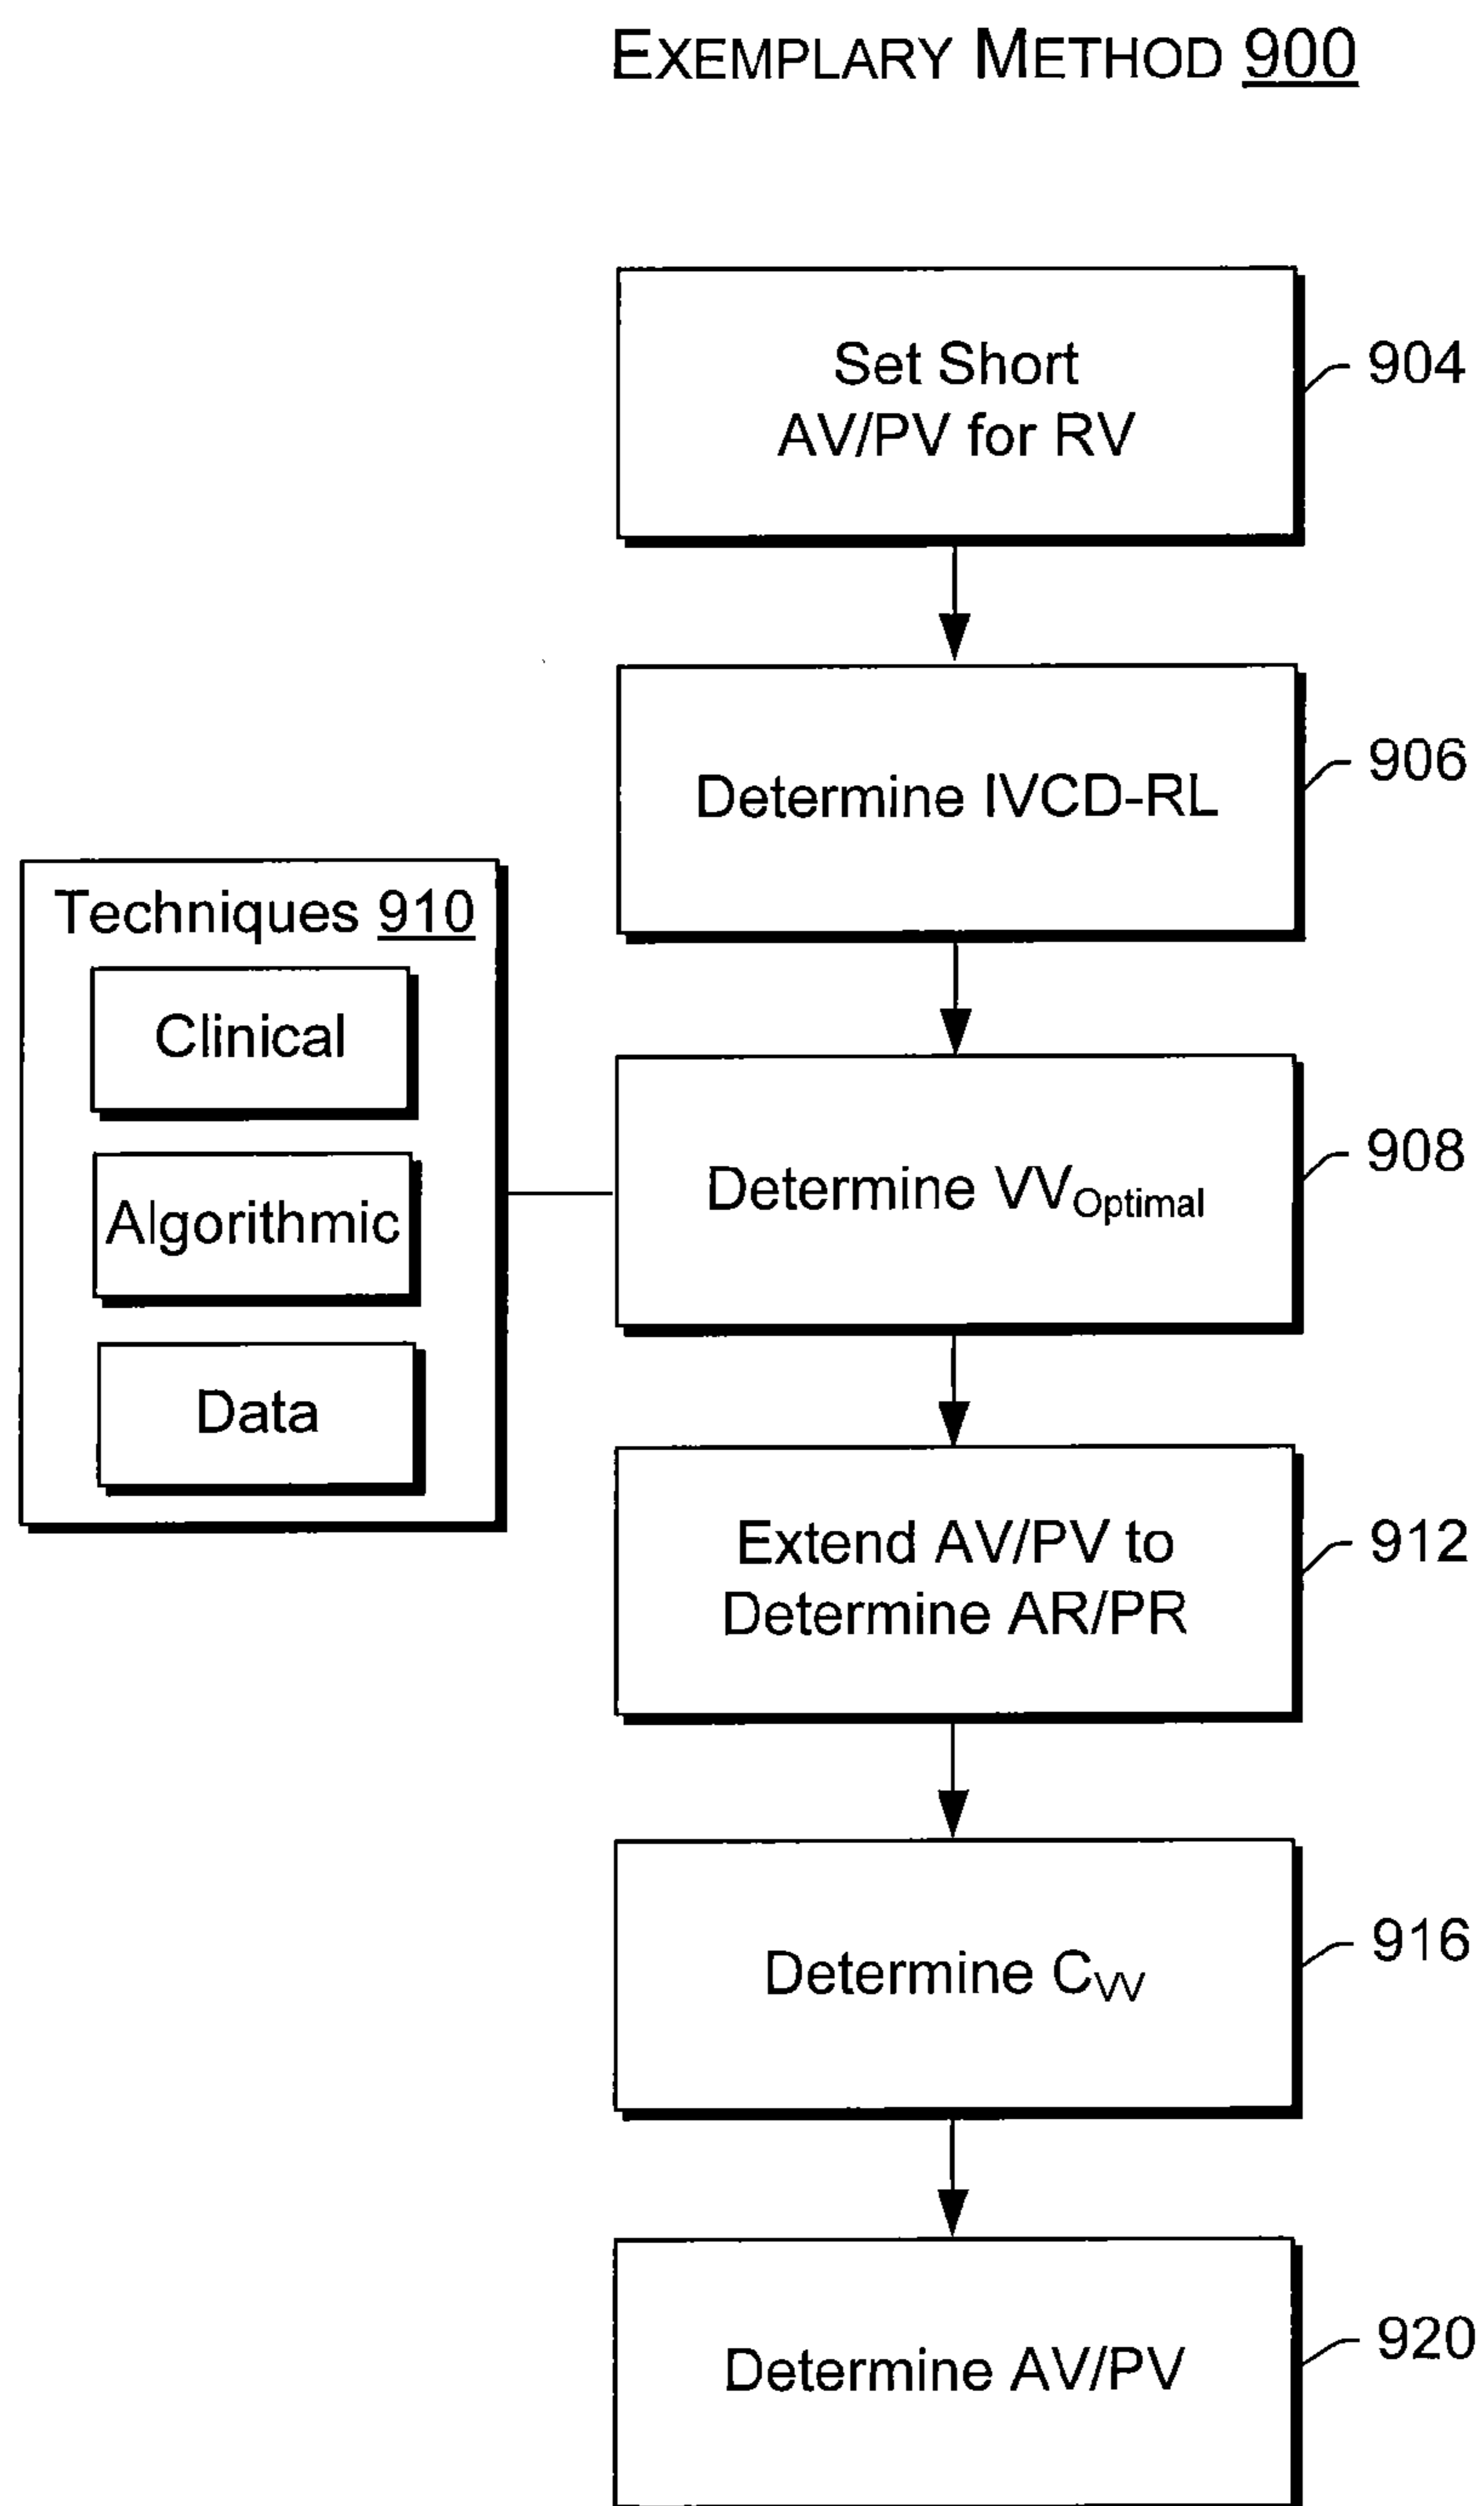 EXEMPLARY METHOD 900
Set Short
AV/PV for RV
904
Determine IVCD-RL
906
Techniques 910
Clinical
Algorithmic
Data
Determine VVOptimal
908
Extend AV/PV to
Determine AR/PR
912
Determine CVV
916
Determine AV/PV
920